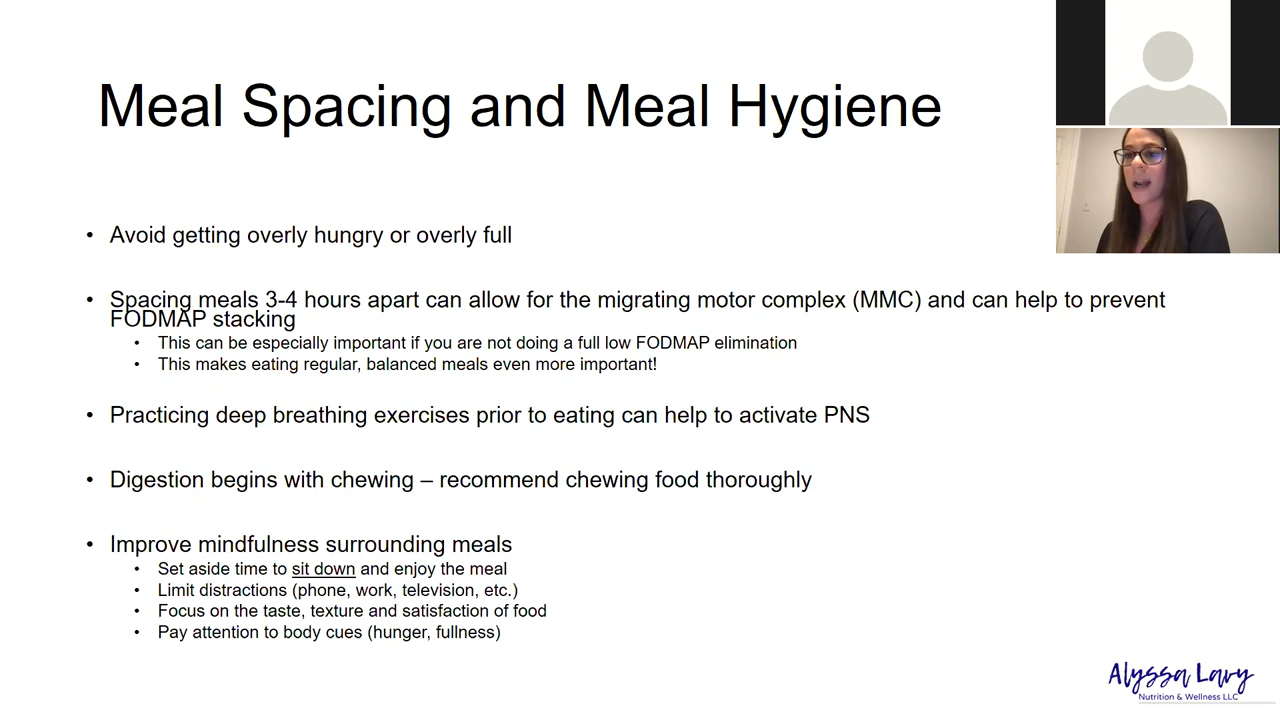 Meal Spacing and Meal Hygiene
• Avoid getting overly hungry or overly full
• Spacing meals 3-4 hours apart can allow for the migrating motor complex (MMC) and can help to prevent
FODMAP stacking
• This can be especially important if you are not doing a full low FODMAP elimination
• This makes eating regular, balanced meals even more important!
• Practicing deep breathing exercises prior to eating can help to activate PNS
• Digestion begins with chewing – recommend chewing food thoroughly
• Improve mindfulness surrounding meals
• Set aside time to sit down and enjoy the meal
• Limit distractions (phone, work, television, etc.)
• Focus on the taste, texture and satisfaction of food
• Pay attention to body cues (hunger, fullness)
Alyssa Lavy
Nutrition & Wellness LLC